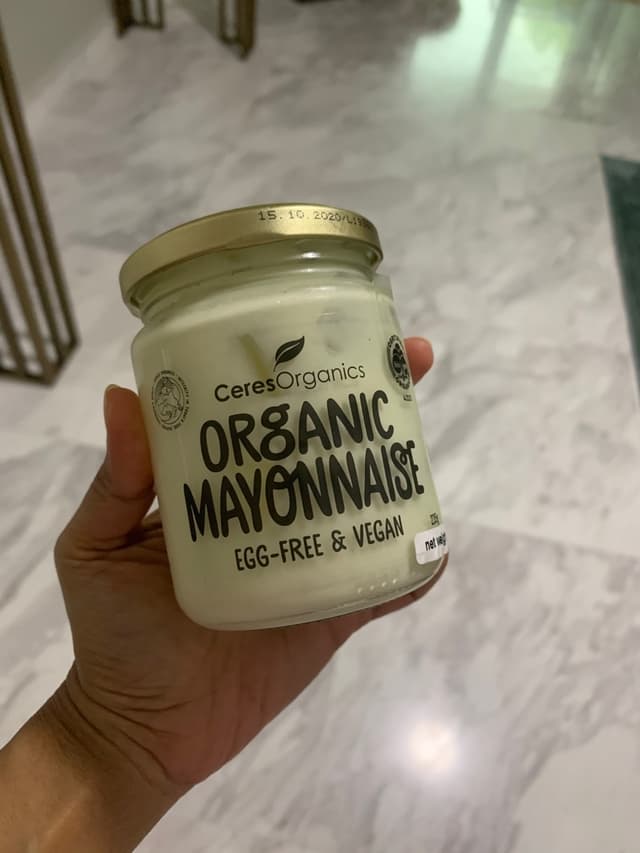 15.10.2020/L
CeresOrganics
ORGANIC
MAYONNAISE
EGG-FREE & VEGAN
net